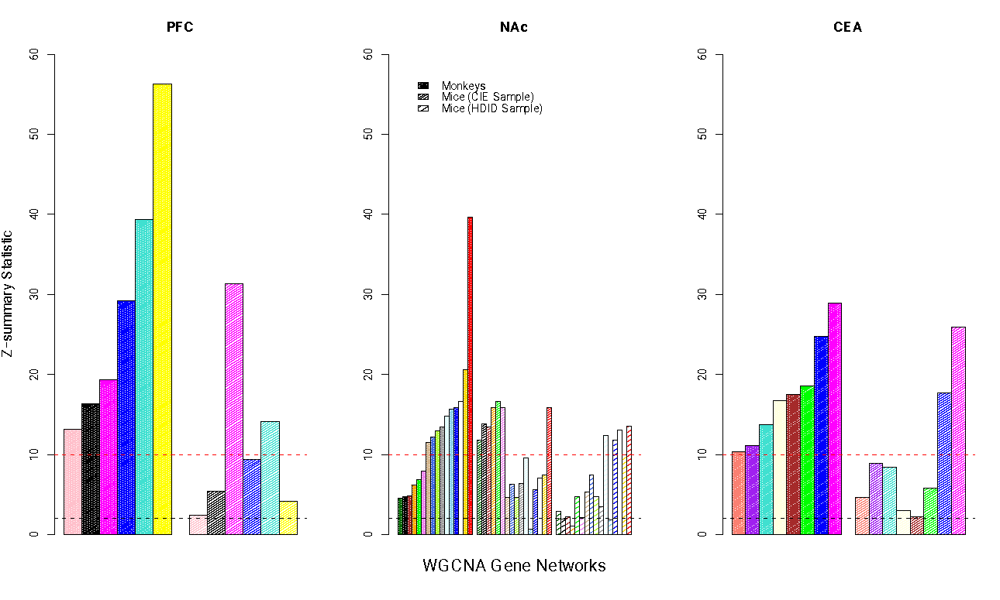 PFC
NAc
CEA
Z-summary Statistic
0 10 20 30 40 50 60
0 10 20 30 40 50 60
0 10 20 30 40 50 60
Monkeys
Mice (CIE Sample)
Mice (HDID Sample)
WGCNA Gene Networks